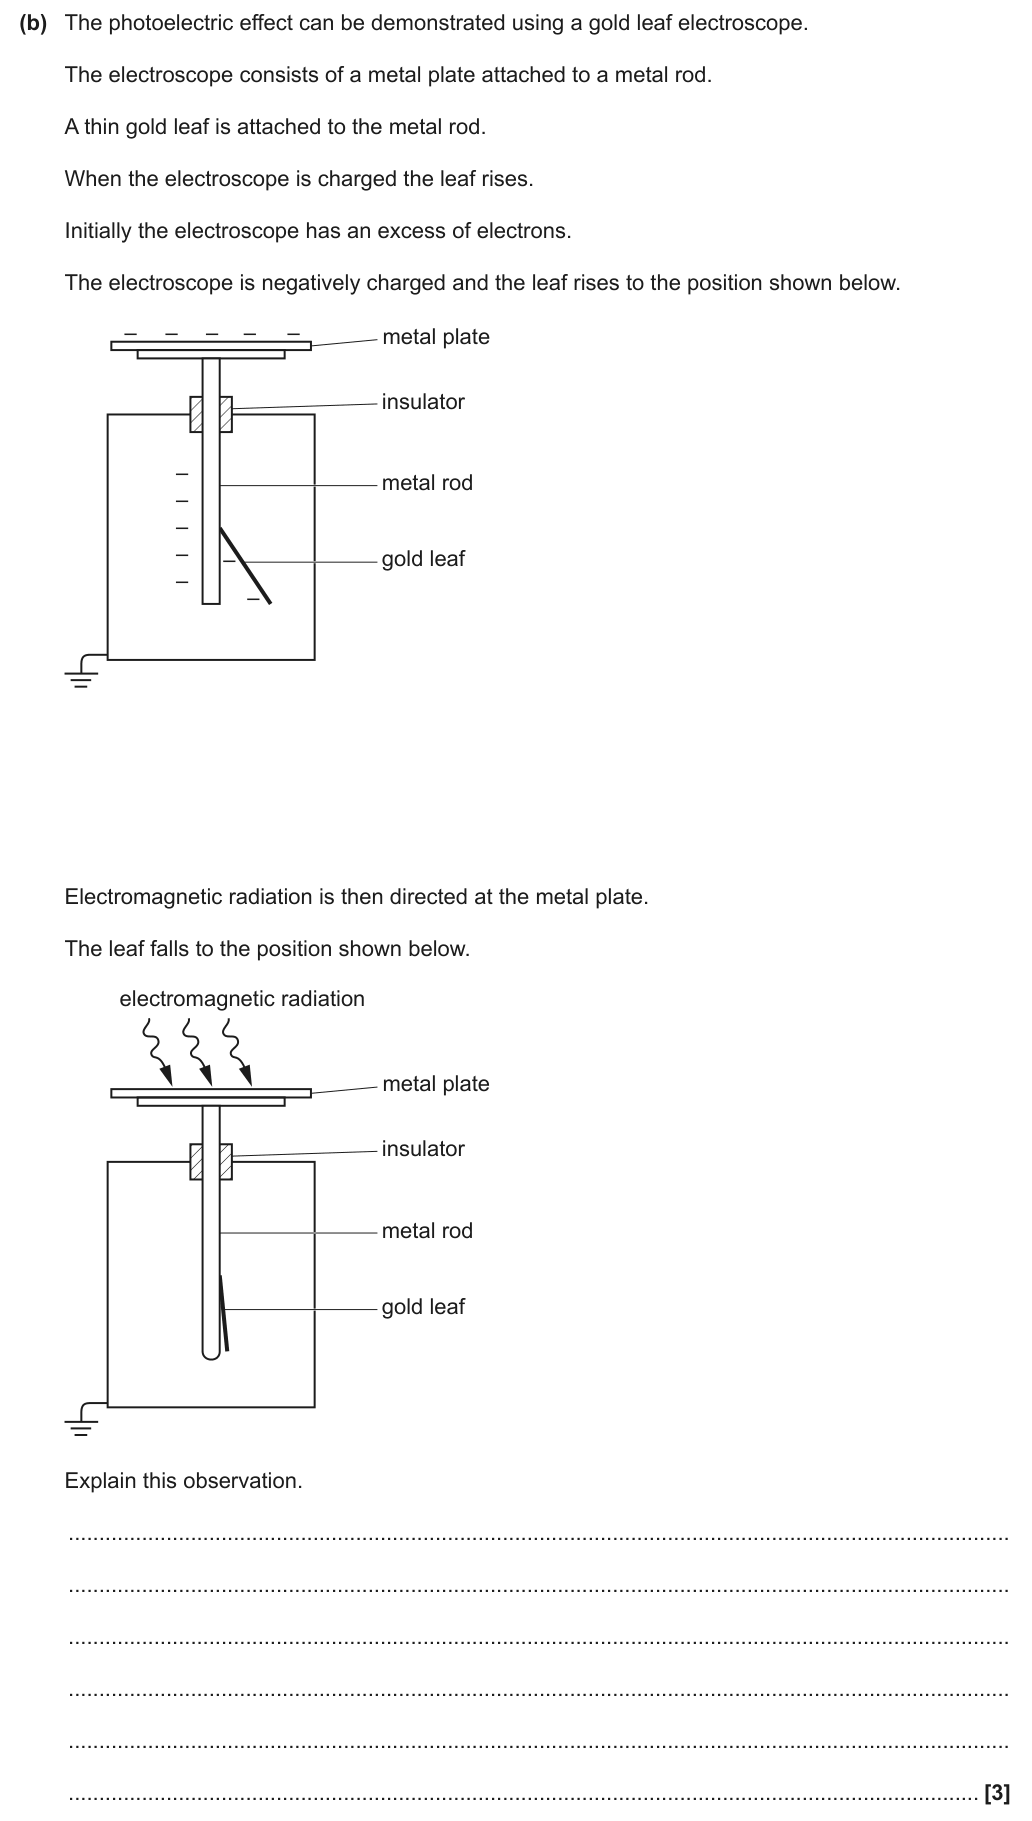 (b) The photoelectric effect can be demonstrated using a gold leaf electroscope.
The electroscope consists of a metal plate attached to a metal rod.
A thin gold leaf is attached to the metal rod.
When the electroscope is charged the leaf rises.
Initially the electroscope has an excess of electrons.
The electroscope is negatively charged and the leaf rises to the position shown below.
metal plate
insulator
metal rod
gold leaf
Electromagnetic radiation is then directed at the metal plate.
The leaf falls to the position shown below.
electromagnetic radiation
metal plate
insulator
metal rod
gold leaf
Explain this observation.
[3]